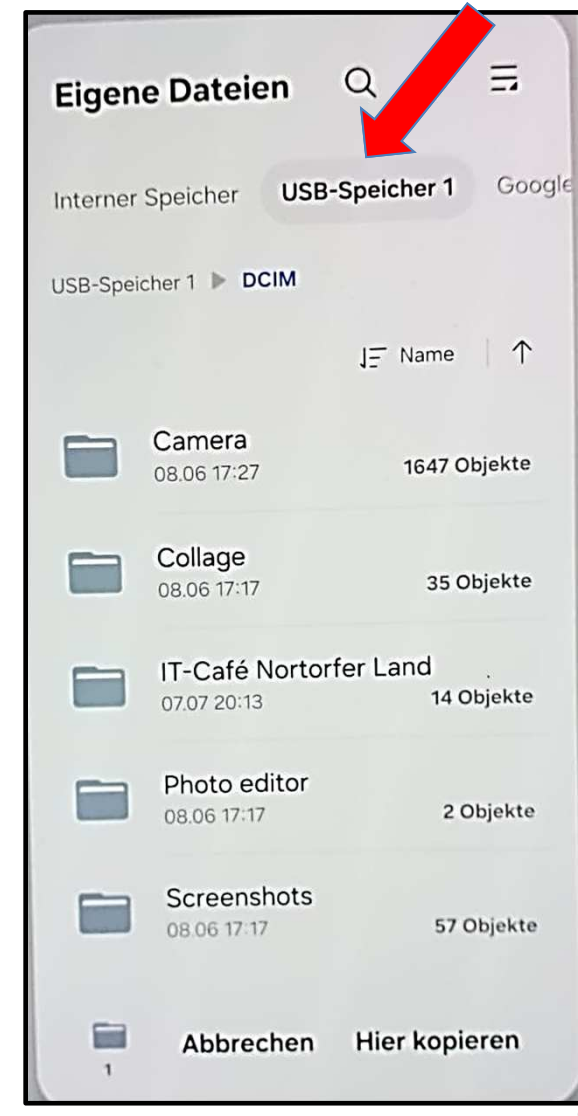 Eigene Dateien
Interner Speicher USB-Speicher 1 Google
USB-Speicher 1 DCIM
Name
Camera
08.06 17:27 1647 Objekte
Collage
08.06 17:17 35 Objekte
IT-Café Nortorfer Land
07.07 20:13 14 Objekte
Photo editor
08.06 17:17 2 Objekte
Screenshots
08.06 17:17 57 Objekte
1 Abbrechen Hier kopieren